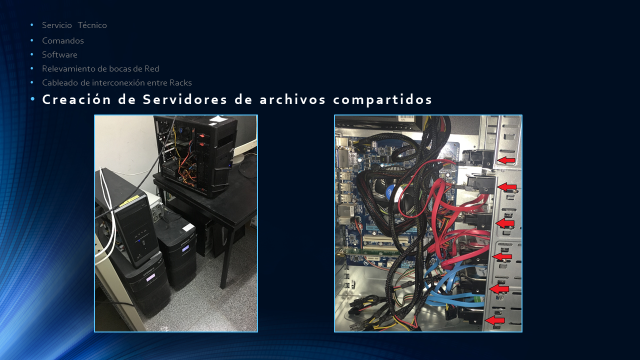 Servicio Técnico
Comandos
Software
Relevamiento de bocas de Red
Cableado de interconexión entre Racks
Creación de Servidores de archivos compartidos